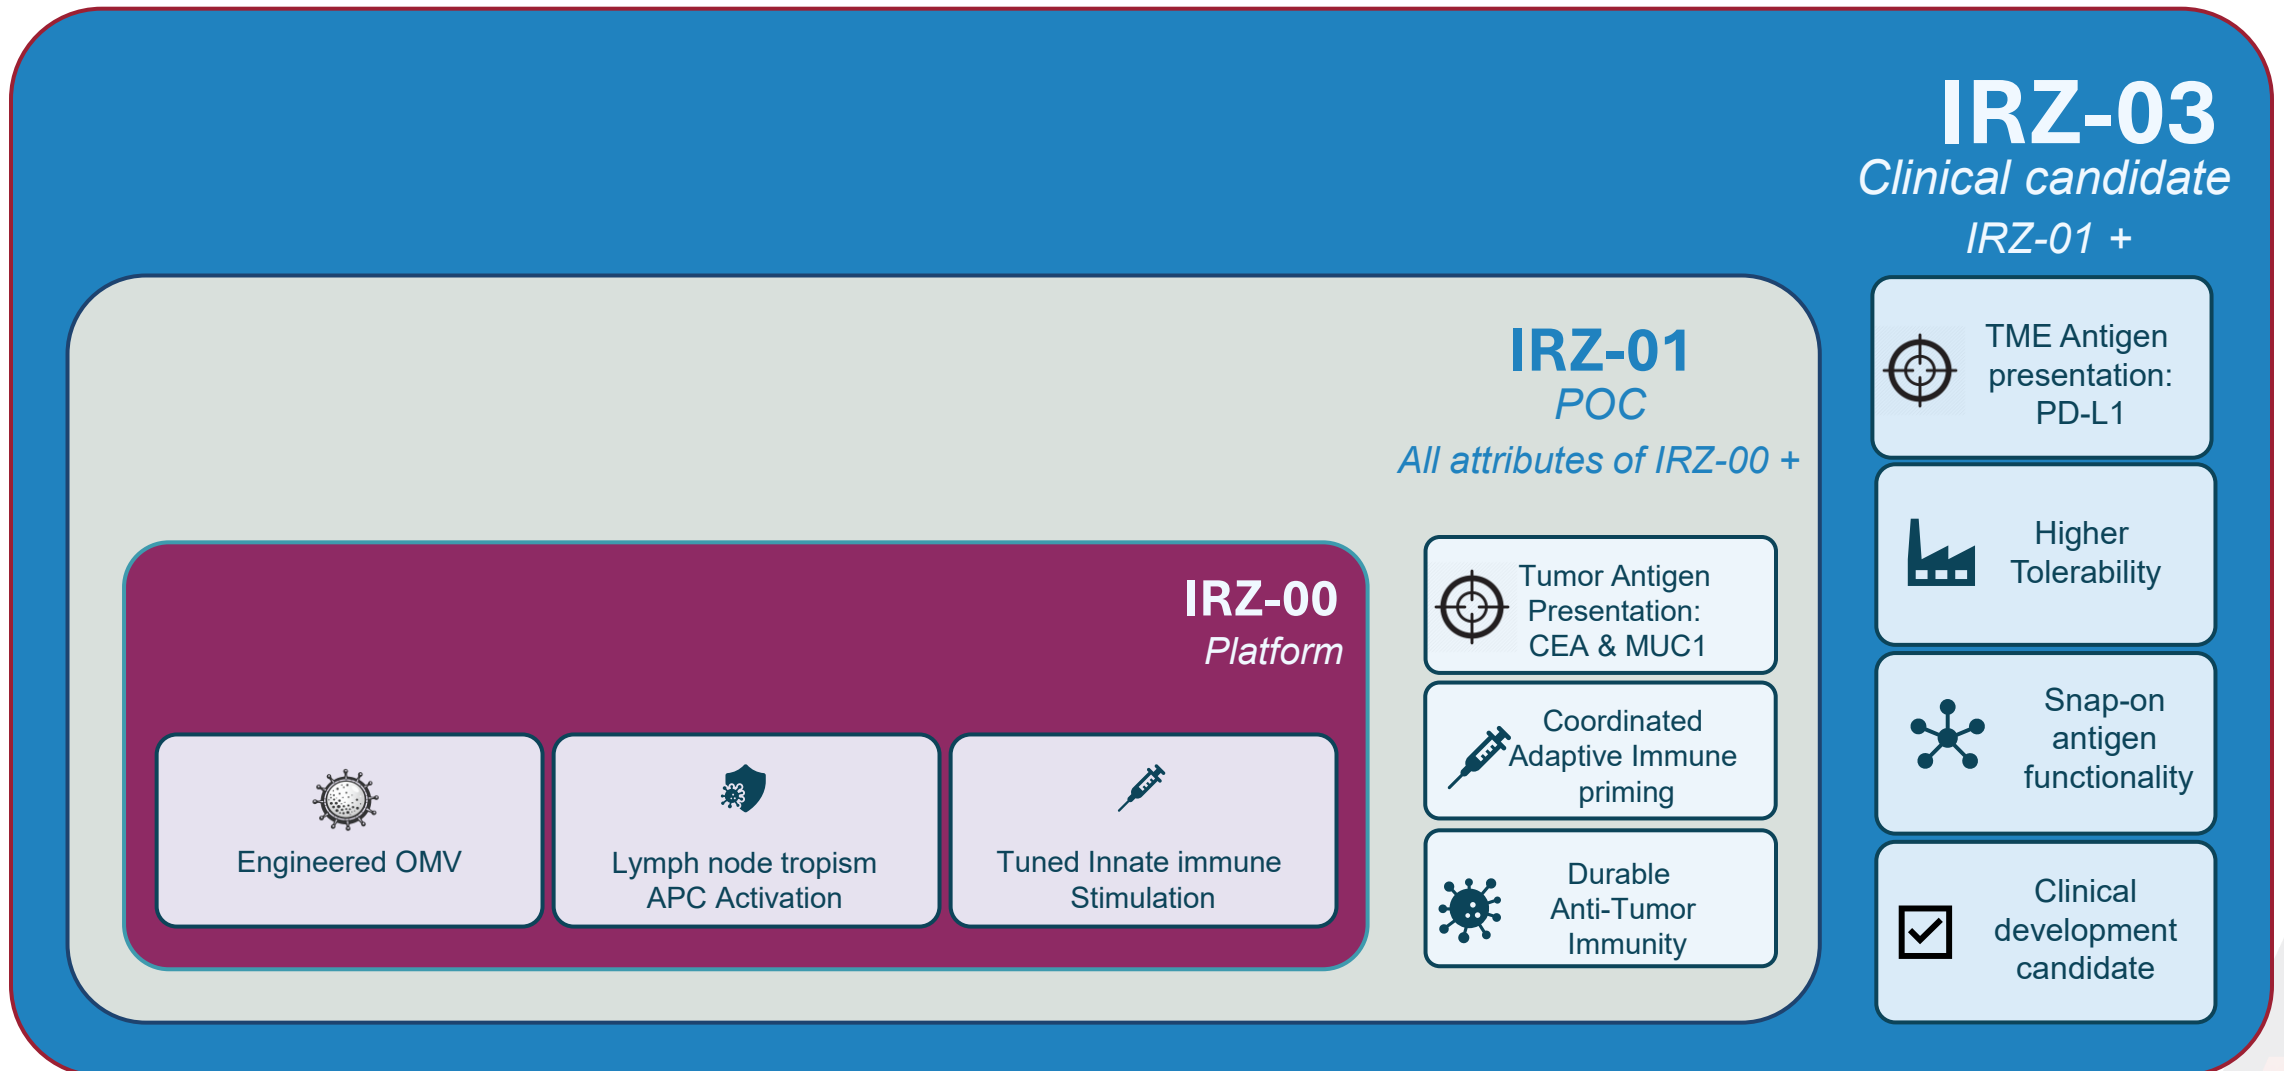 IRZ-03
Clinical candidate
IRZ-01 +
TME Antigen
presentation:
PD-L1
Higher
Tolerability
Snap-on
antigen
functionality
Clinical
development
candidate
IRZ-01
POC
All attributes of IRZ-00 +
Tumor Antigen
Presentation:
CEA & MUC1
Coordinated
Adaptive Immune
priming
Durable
Anti-Tumor
Immunity
IRZ-00
Platform
Engineered OMV
Lymph node tropism
APC Activation
Tuned Innate immune
Stimulation